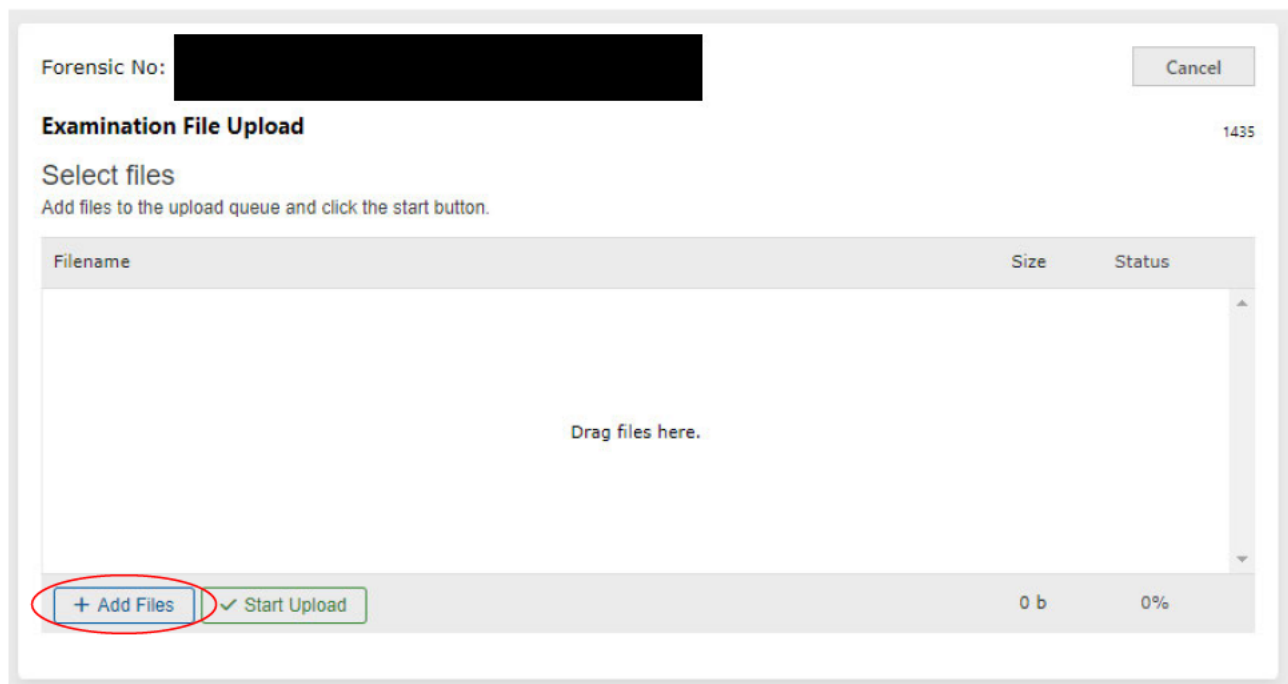 Forensic No:
Cancel
Examination File Upload
1435
Select files
Add files to the upload queue and click the start button.
Filename Size Status
Drag files here.
+ Add Files ✓ Start Upload 0 b 0%